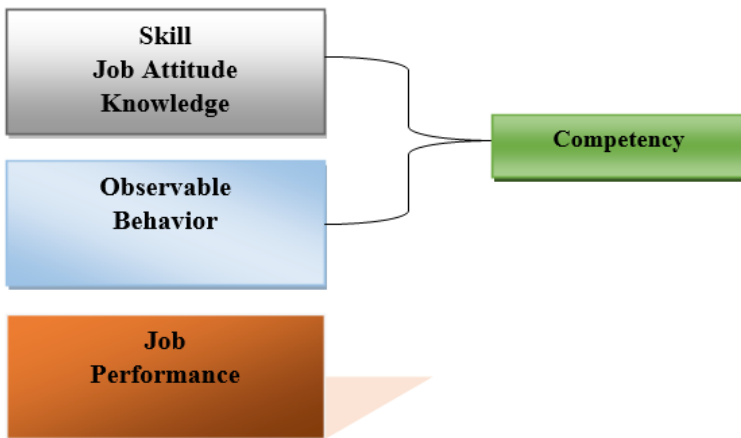 Skill
Job Attitude
Knowledge
Competency
Observable
Behavior
Job
Performance